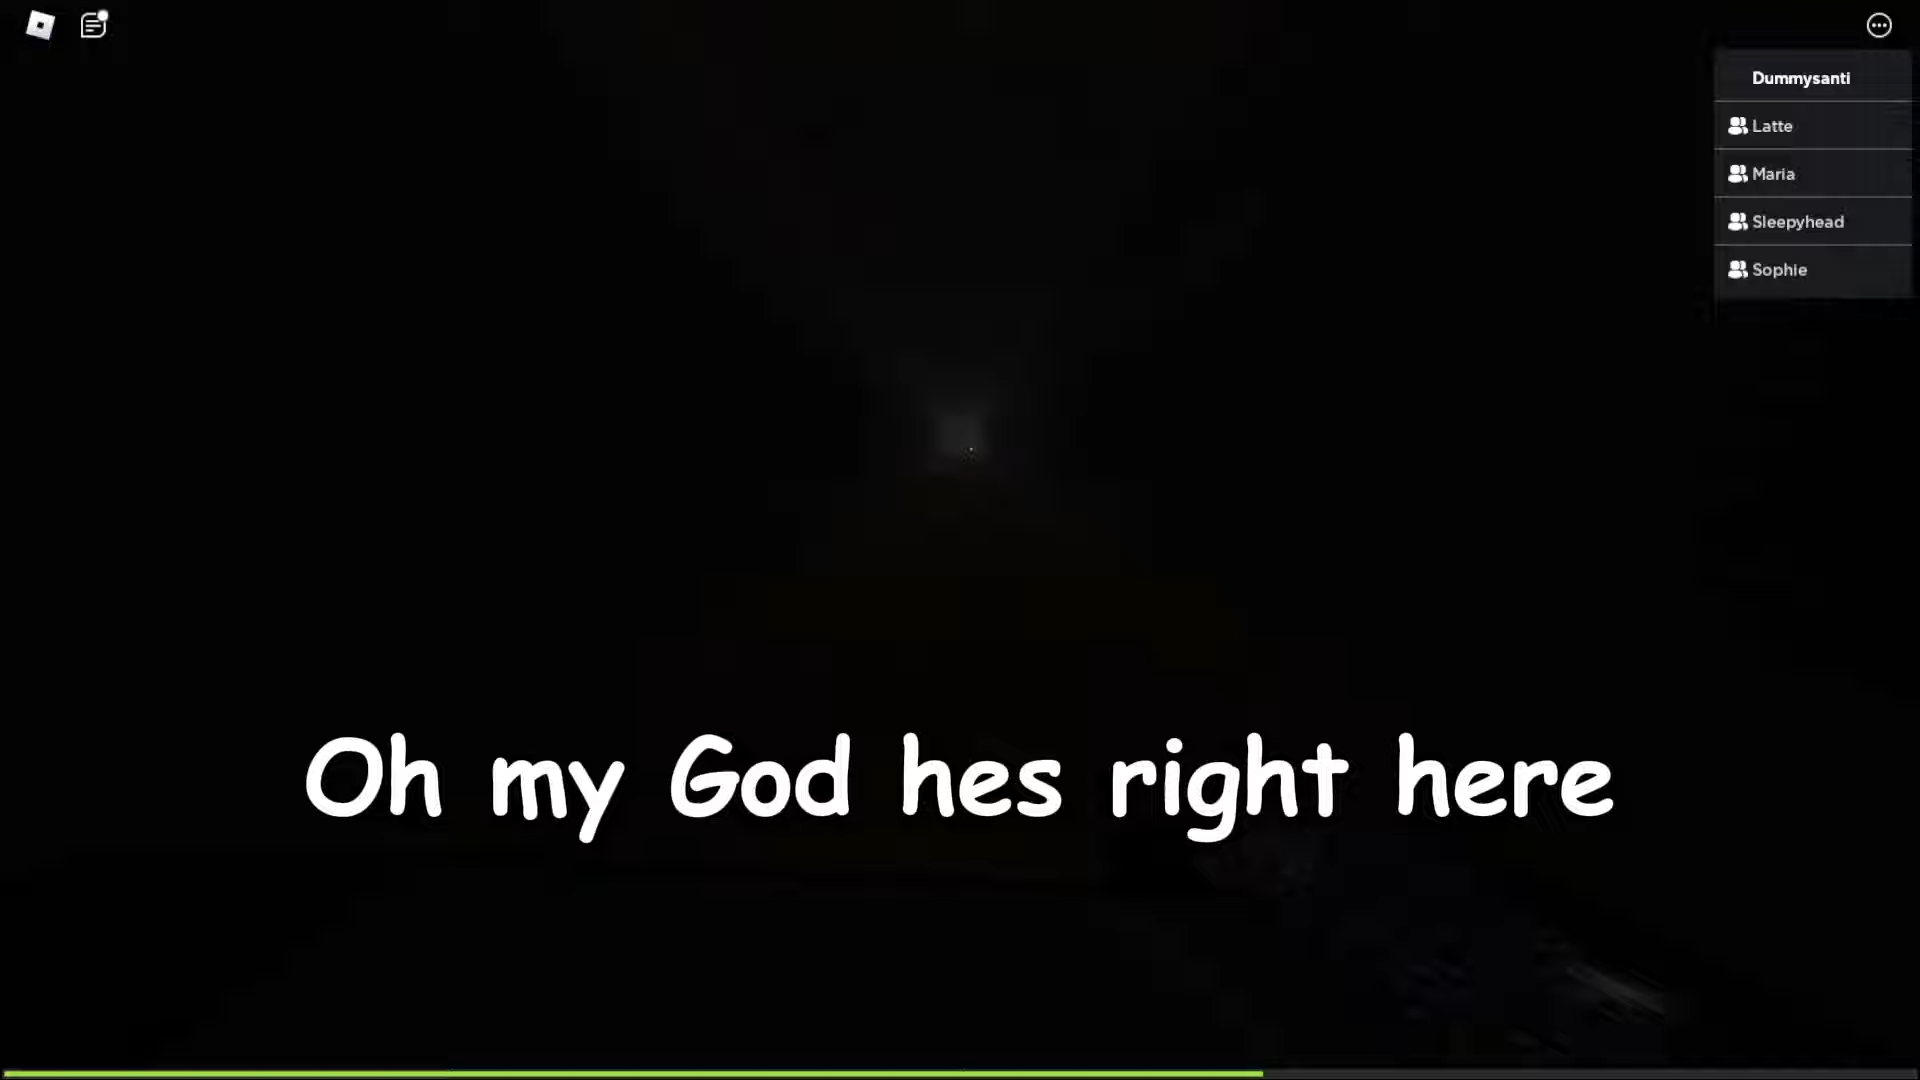 Dummysanti
Latte
Maria
Sleepyhead
Sophie
Oh my God hes right here